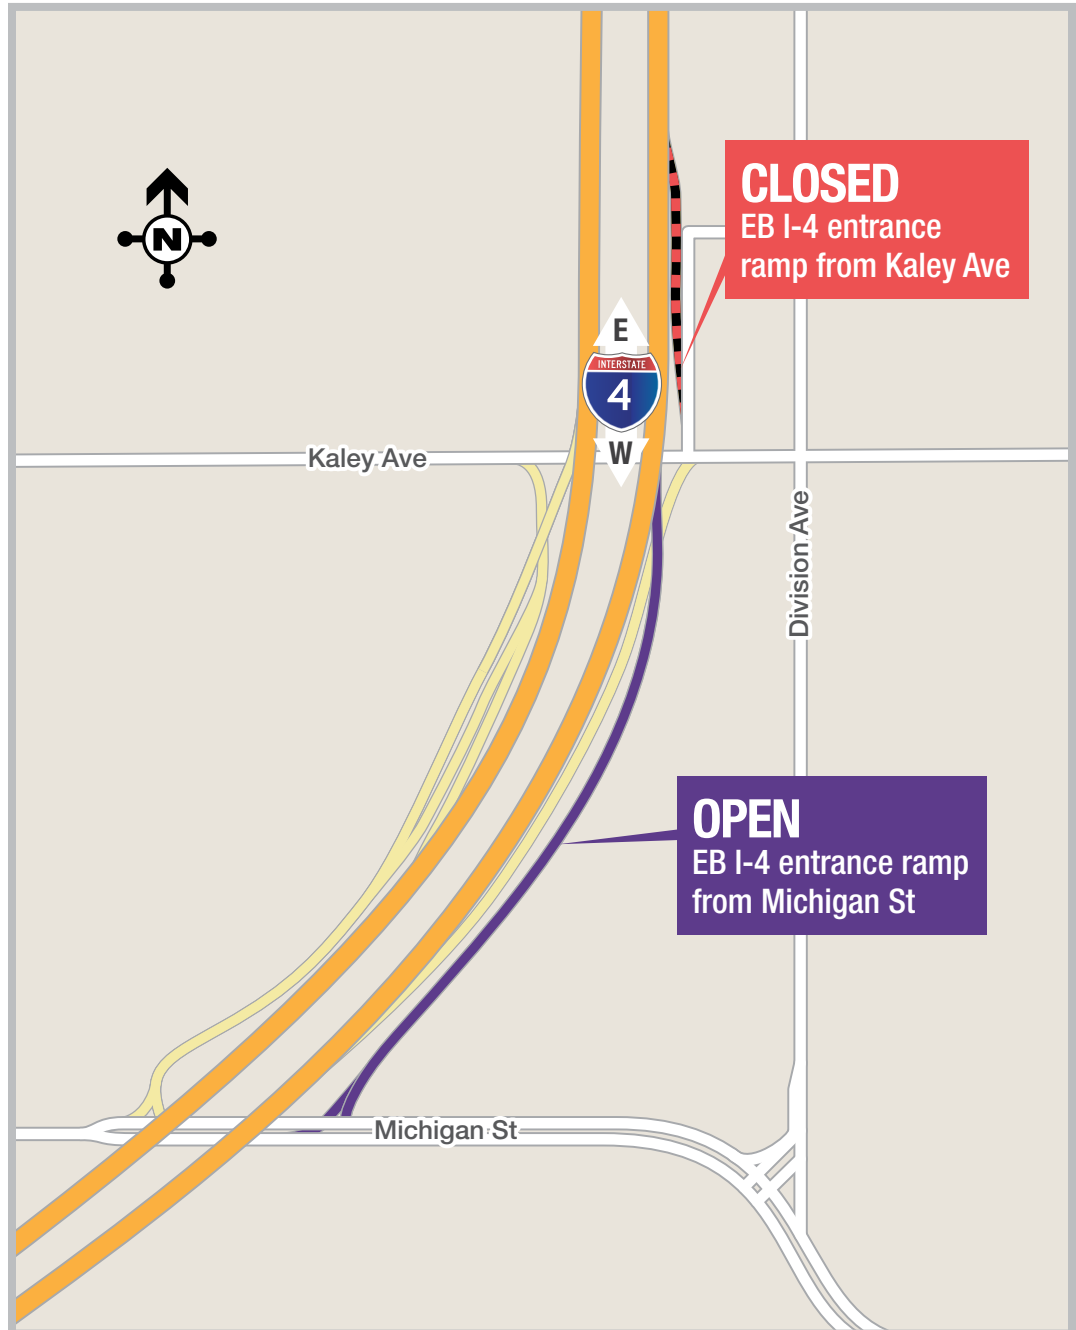 CLOSED
EB I-4 entrance
ramp from Kaley Ave
N
E
INTERSTATE
4
W
Kaley Ave
Division Ave
OPEN
EB I-4 entrance ramp
from Michigan St
Michigan St